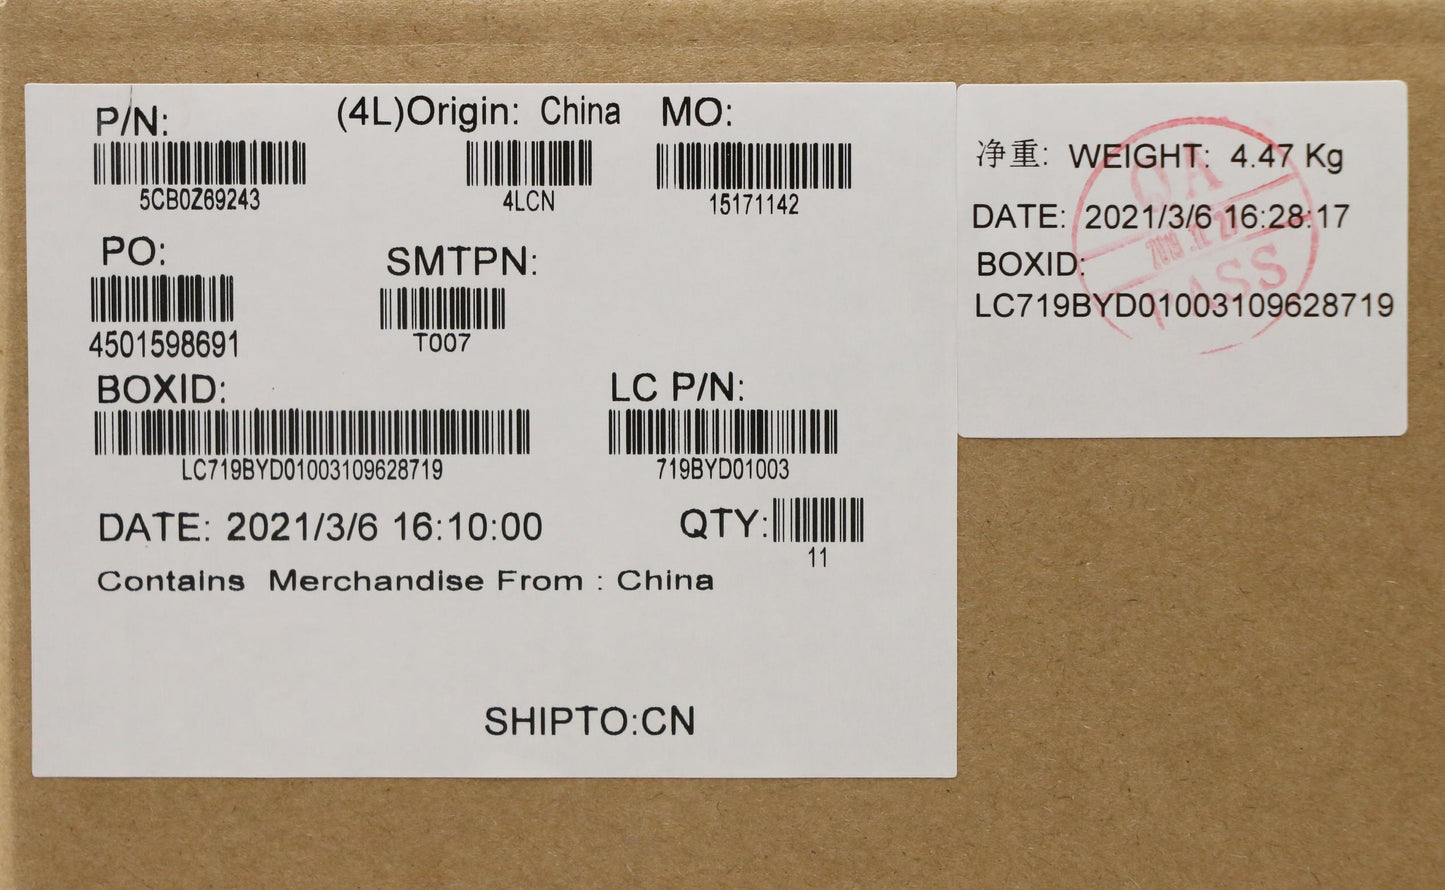 P/N: (4L)Origin: China MO:
5CB0Z69243 4LCN 15171142
PO: SMTPN:
4501598691 T007
BOXID: LC P/N:
LC719BYD01003109628719 719BYD01003
DATE: 2021/3/6 16:10:00 QTY:
11
Contains Merchandise From : China
SHIPTO:CN
净重: WEIGHT: 4.47 Kg
DATE: 2021/3/6 16:28:17
BOXID:
LC719BYD01003109628719
QA
PASS